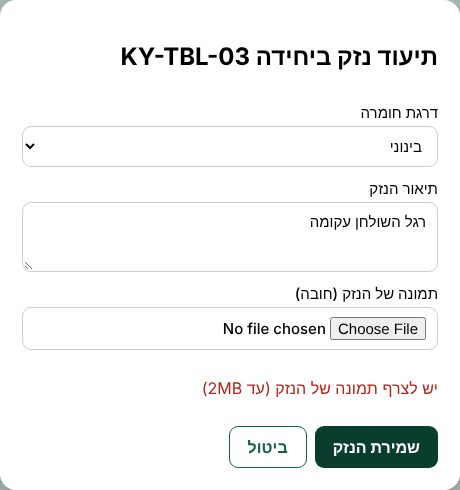 תיעוד נזק ביחידה KY-TBL-03
דרגת חומרה
בינוני
תיאור הנזק
רגל השולחן עקומה
תמונה של הנזק (חובה)
Choose File No file chosen
יש לצרף תמונה של הנזק (עד 2MB)
שמירת הנזק ביטול